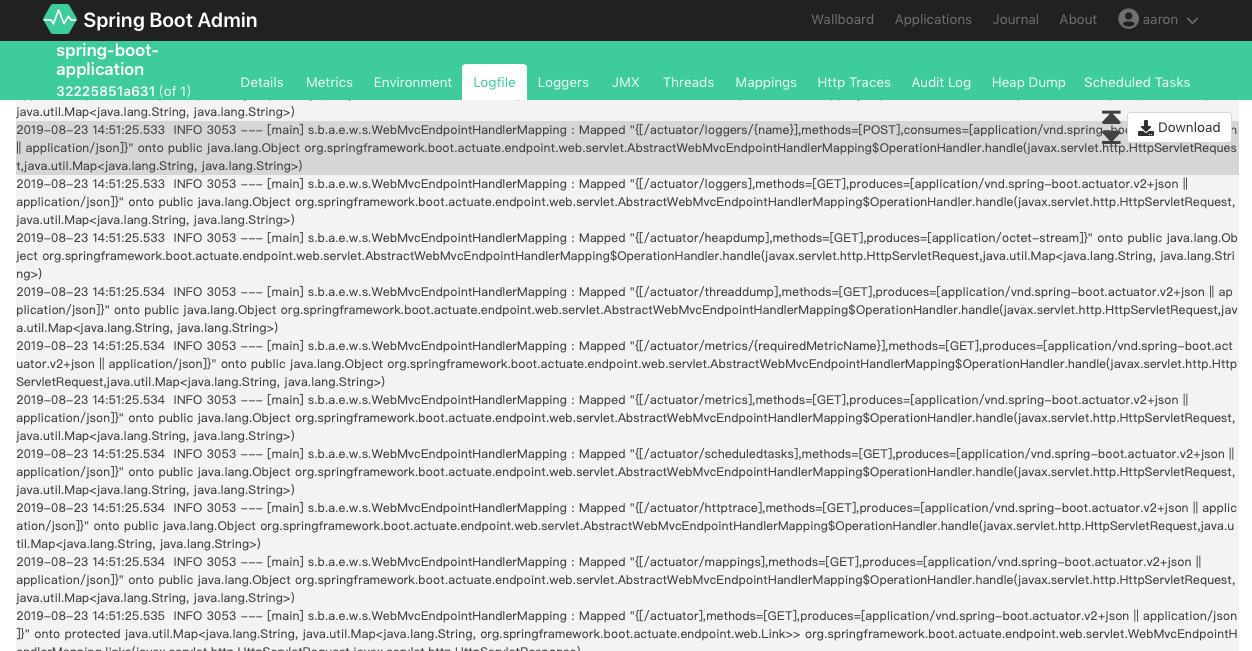 Spring Boot Admin
Wallboard Applications Journal About aaron
spring-boot-
application
32225851a631 (of 1)
Details Metrics Environment Logfile Loggers JMX Threads Mappings Http Traces Audit Log Heap Dump Scheduled Tasks
java.util.Map<java.lang.String, java.lang.String>)
2019-08-23 14:51:25.533 INFO 3053 --- [main] s.b.a.e.w.s.WebMvcEndpointHandlerMapping : Mapped "{[/actuator/loggers/{name}],methods=[POST],consumes=[application/vnd.spring-
Download
|| application/json]}" onto public java.lang.Object org.springframework.boot.actuate.endpoint.web.servlet.AbstractWebMvcEndpointHandlerMapping$OperationHandler.handle(javax.servlet.http.HttpServletReques
t,java.util.Map<java.lang.String, java.lang.String>)
2019-08-23 14:51:25.533 INFO 3053 --- [main] s.b.a.e.w.s.WebMvcEndpointHandlerMapping : Mapped "{[/actuator/loggers],methods=[GET],produces=[application/vnd.spring-boot.actuator.v2+json ||
application/json]}" onto public java.lang.Object org.springframework.boot.actuate.endpoint.web.servlet.AbstractWebMvcEndpointHandlerMapping$OperationHandler.handle(javax.servlet.http.HttpServletRequest,
java.util.Map<java.lang.String, java.lang.String>)
2019-08-23 14:51:25.533 INFO 3053 --- [main] s.b.a.e.w.s.WebMvcEndpointHandlerMapping : Mapped "{[/actuator/heapdump],methods=[GET],produces=[application/octet-stream]}" onto public java.lang.Ob
ject org.springframework.boot.actuate.endpoint.web.servlet.AbstractWebMvcEndpointHandlerMapping$OperationHandler.handle(javax.servlet.http.HttpServletRequest,java.util.Map<java.lang.String, java.lang.Stri
ng>)
2019-08-23 14:51:25.534 INFO 3053 --- [main] s.b.a.e.w.s.WebMvcEndpointHandlerMapping : Mapped "{[/actuator/threaddump],methods=[GET],produces=[application/vnd.spring-boot.actuator.v2+json || ap
plication/json]}" onto public java.lang.Object org.springframework.boot.actuate.endpoint.web.servlet.AbstractWebMvcEndpointHandlerMapping$OperationHandler.handle(javax.servlet.http.HttpServletRequest,jav
a.util.Map<java.lang.String, java.lang.String>)
2019-08-23 14:51:25.534 INFO 3053 --- [main] s.b.a.e.w.s.WebMvcEndpointHandlerMapping : Mapped "{[/actuator/metrics/{requiredMetricName}],methods=[GET],produces=[application/vnd.spring-boot.act
uator.v2+json || application/json]}" onto public java.lang.Object org.springframework.boot.actuate.endpoint.web.servlet.AbstractWebMvcEndpointHandlerMapping$OperationHandler.handle(javax.servlet.http.Http
ServletRequest,java.util.Map<java.lang.String, java.lang.String>)
2019-08-23 14:51:25.534 INFO 3053 --- [main] s.b.a.e.w.s.WebMvcEndpointHandlerMapping : Mapped "{[/actuator/metrics],methods=[GET],produces=[application/vnd.spring-boot.actuator.v2+json ||
application/json]}" onto public java.lang.Object org.springframework.boot.actuate.endpoint.web.servlet.AbstractWebMvcEndpointHandlerMapping$OperationHandler.handle(javax.servlet.http.HttpServletRequest,
java.util.Map<java.lang.String, java.lang.String>)
2019-08-23 14:51:25.534 INFO 3053 --- [main] s.b.a.e.w.s.WebMvcEndpointHandlerMapping : Mapped "{[/actuator/scheduledtasks],methods=[GET],produces=[application/vnd.spring-boot.actuator.v2+json ||
application/json]}" onto public java.lang.Object org.springframework.boot.actuate.endpoint.web.servlet.AbstractWebMvcEndpointHandlerMapping$OperationHandler.handle(javax.servlet.http.HttpServletRequest,
java.util.Map<java.lang.String, java.lang.String>)
2019-08-23 14:51:25.534 INFO 3053 --- [main] s.b.a.e.w.s.WebMvcEndpointHandlerMapping : Mapped "{[/actuator/httptrace],methods=[GET],produces=[application/vnd.spring-boot.actuator.v2+json || applic
ation/json]}" onto public java.lang.Object org.springframework.boot.actuate.endpoint.web.servlet.AbstractWebMvcEndpointHandlerMapping$OperationHandler.handle(javax.servlet.http.HttpServletRequest,java.u
til.Map<java.lang.String, java.lang.String>)
2019-08-23 14:51:25.534 INFO 3053 --- [main] s.b.a.e.w.s.WebMvcEndpointHandlerMapping : Mapped "{[/actuator/mappings],methods=[GET],produces=[application/vnd.spring-boot.actuator.v2+json ||
application/json]}" onto public java.lang.Object org.springframework.boot.actuate.endpoint.web.servlet.AbstractWebMvcEndpointHandlerMapping$OperationHandler.handle(javax.servlet.http.HttpServletRequest,
java.util.Map<java.lang.String, java.lang.String>)
2019-08-23 14:51:25.535 INFO 3053 --- [main] s.b.a.e.w.s.WebMvcEndpointHandlerMapping : Mapped "{[/actuator],methods=[GET],produces=[application/vnd.spring-boot.actuator.v2+json || application/json
]}" onto protected java.util.Map<java.lang.String, java.util.Map<java.lang.String, org.springframework.boot.actuate.endpoint.web.Link>> org.springframework.boot.actuate.endpoint.web.servlet.WebMvcEndpointH